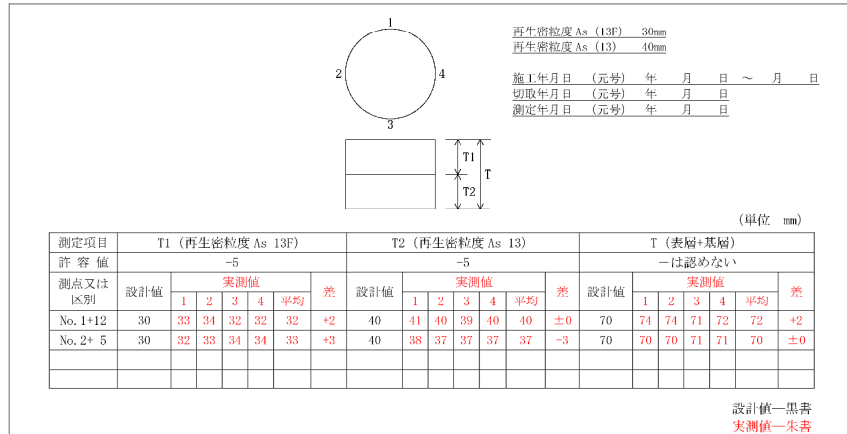 1
2
4
3
再生密粒度 As (13F) 30mm
再生密粒度 As (13) 40mm
施工年月日 (元号) 年 月 日 ～ 月 日
切取年月日 (元号) 年 月 日
測定年月日 (元号) 年 月 日
T1
T
T2
(単位 mm)
測定項目 T1 (再生密粒度 As 13F) T2 (再生密粒度 As 13) T (表層+基層)
許容値 -5 -5 －は認めない
測点又は区別 設計値 実測値 差 設計値 実測値 差 設計値 実測値 差
1 2 3 4 平均 1 2 3 4 平均 1 2 3 4 平均
No.1+12 30 33 34 32 32 32 +2 40 41 40 39 40 40 ±0 70 74 74 71 72 72 +2
No.2+ 5 30 32 33 34 34 33 +3 40 38 37 37 37 37 -3 70 70 70 71 71 70 ±0
設計値―黒書
実測値―朱書